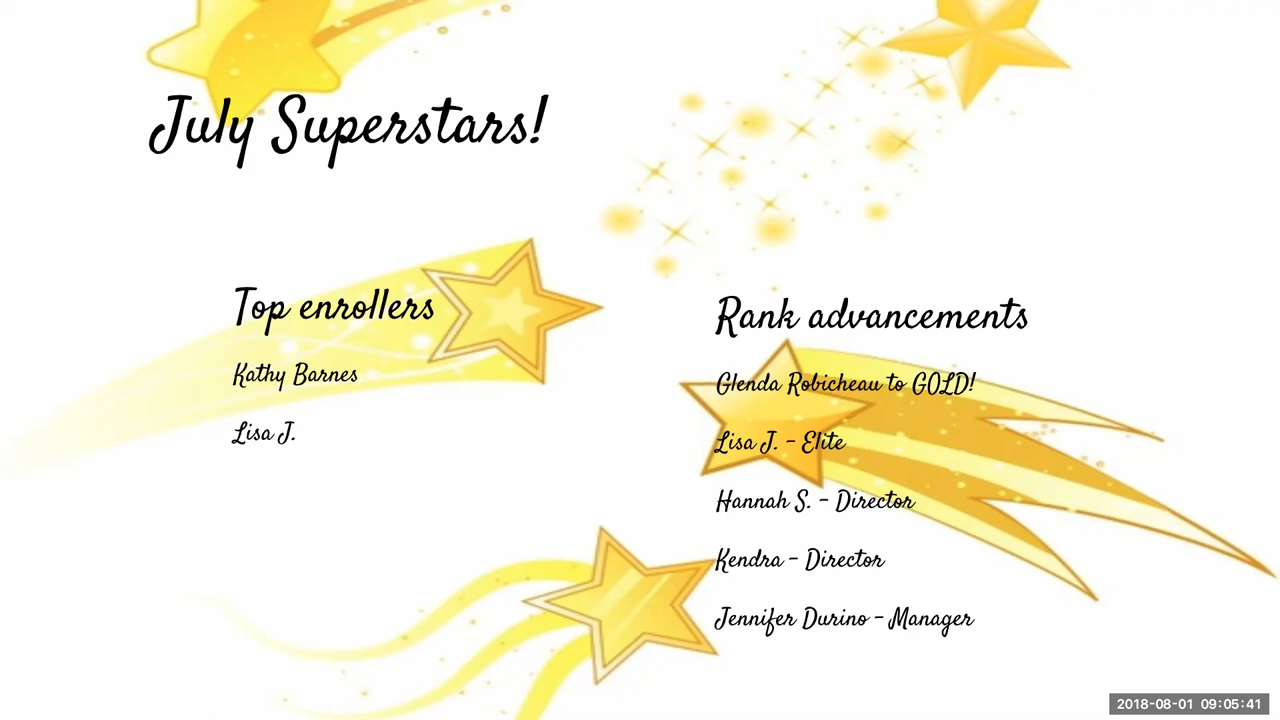 July Superstars!
Top enrollers
Kathy Barnes
Lisa J.
Rank advancements
Glenda Robicheau to GOLD!
Lisa J. - Elite
Hannah S. - Director
Kendra - Director
Jennifer Durino - Manager
2018-08-01 09:05:41